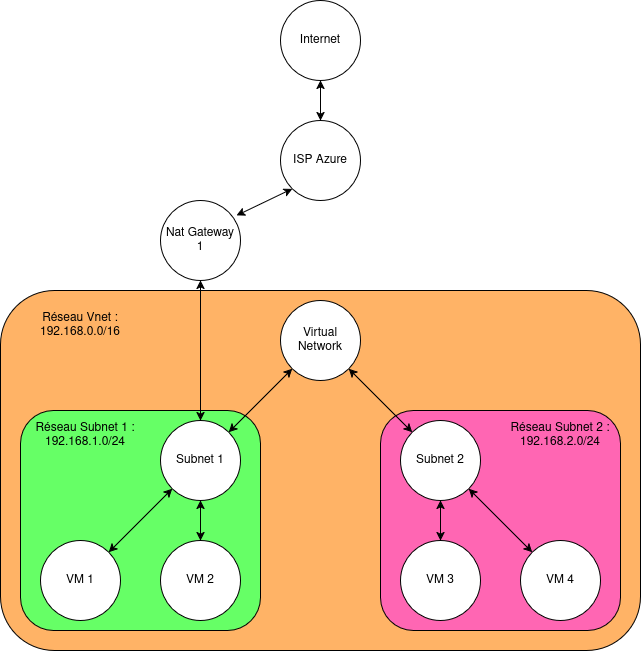 Internet
ISP Azure
Nat Gateway
1
Réseau Vnet :
192.168.0.0/16
Virtual
Network
Réseau Subnet 1 :
192.168.1.0/24
Subnet 1
Réseau Subnet 2 :
192.168.2.0/24
Subnet 2
VM 1
VM 2
VM 3
VM 4